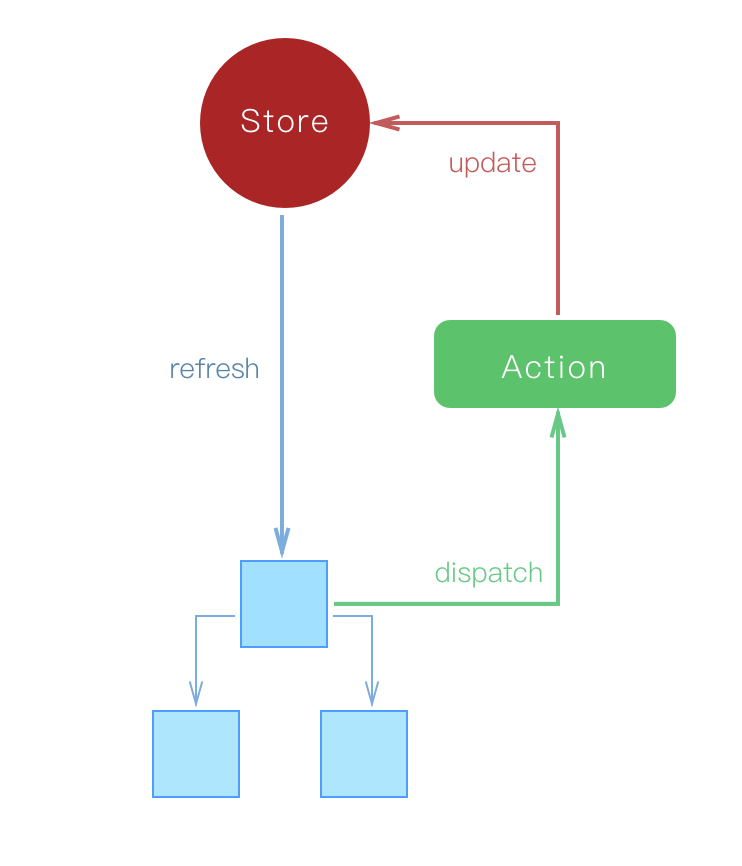 Store
update
refresh
Action
dispatch